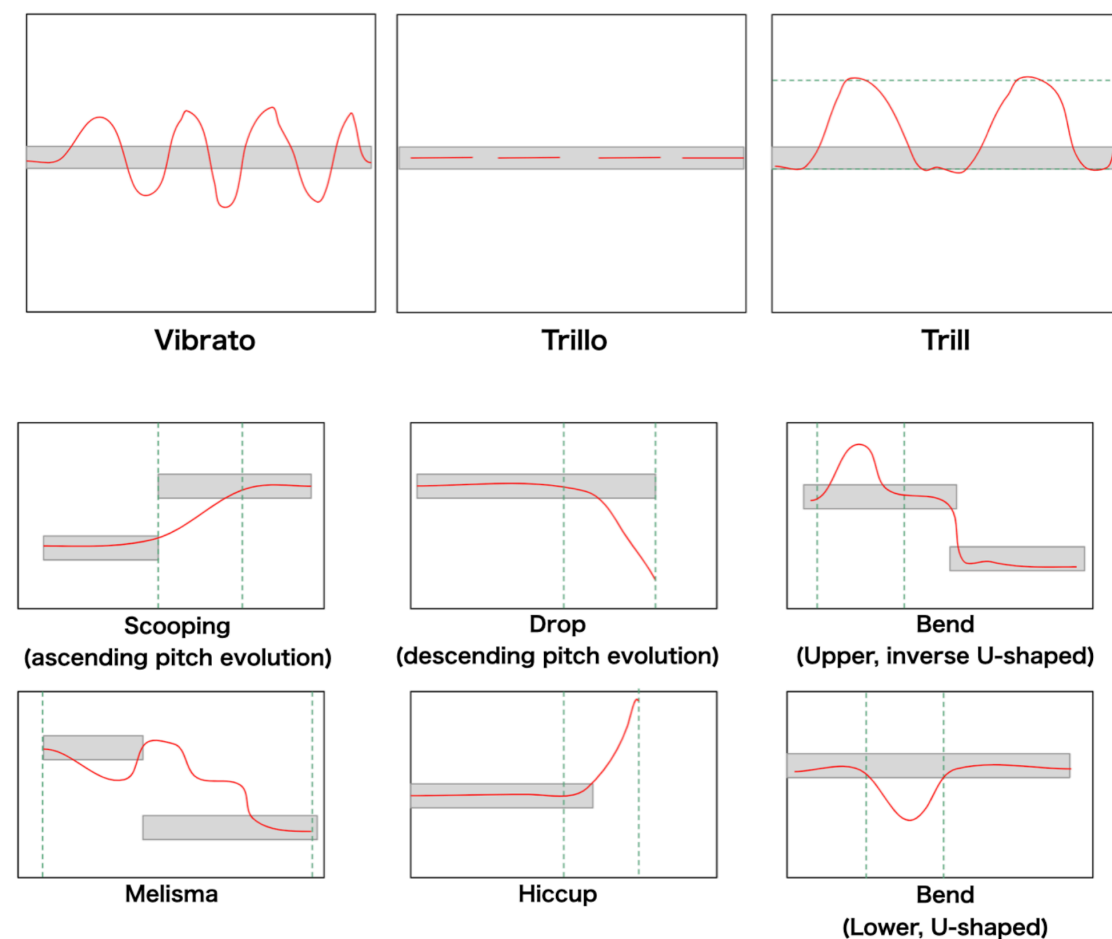 Vibrato
Trillo
Trill
Scooping
(ascending pitch evolution)
Drop
(descending pitch evolution)
Bend
(Upper, inverse U-shaped)
Melisma
Hiccup
Bend
(Lower, U-shaped)